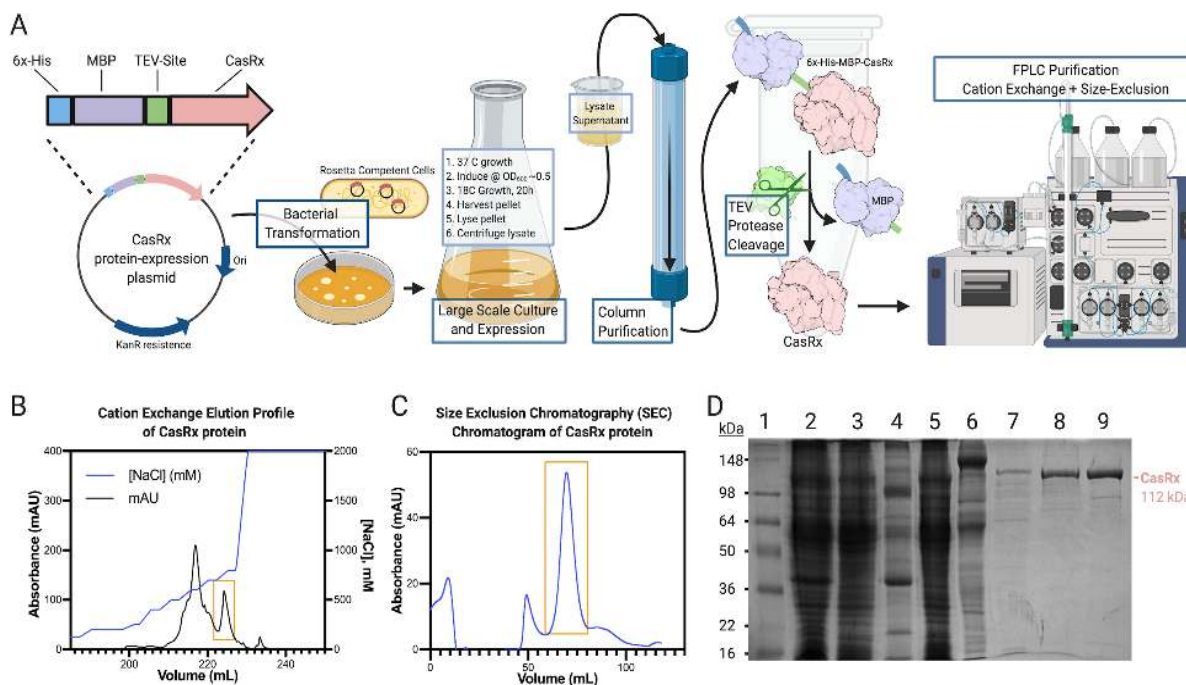 A
6x-His MBP TEV-Site CasRx
CasRx
protein-expression
plasmid
Ori
KanR resistence
Bacterial
Transformation
Rosetta Competent Cells
1. 37 C growth
2. Induce @ OD600 ~0.5
3. 18C Growth, 20h
4. Harvest pellet
5. Lyse pellet
6. Centrifuge lysate
Large Scale Culture
and Expression
Lysate
Supernatant
Column
Purification
6x-His-MBP-CasRx
TEV
Protease
Cleavage
MBP
CasRx
FPLC Purification
Cation Exchange + Size-Exclusion
B
Cation Exchange Elution Profile
of CasRx protein
[NaCl] (mM)
mAU
Absorbance (mAU)
400
300
200
100
0
2000
1500
1000
500
0
[NaCl], mM
200 220 240
Volume (mL)
C
Size Exclusion Chromatography (SEC)
Chromatogram of CasRx protein
Absorbance (mAU)
60
40
20
0
0 50 100
Volume (mL)
D
1 2 3 4 5 6 7 8 9
kDa
148
98
64
50
36
22
16
CasRx
112 kDa